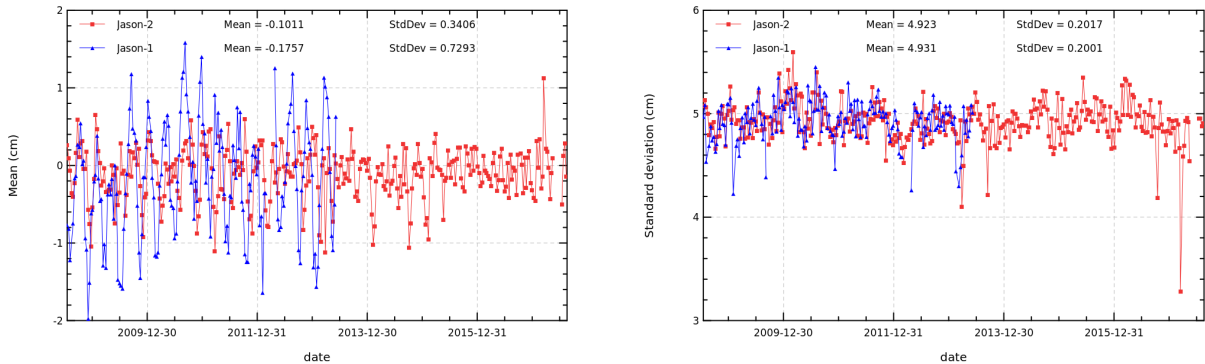 Jason-2 Mean = -0.1011 StdDev = 0.3406
Jason-1 Mean = -0.1757 StdDev = 0.7293
2
1
0
-1
-2
Mean (cm)
2009-12-30 2011-12-31 2013-12-30 2015-12-31
date
Jason-2 Mean = 4.923 StdDev = 0.2017
Jason-1 Mean = 4.931 StdDev = 0.2001
6
5
4
3
Standard deviation (cm)
2009-12-30 2011-12-31 2013-12-30 2015-12-31
date